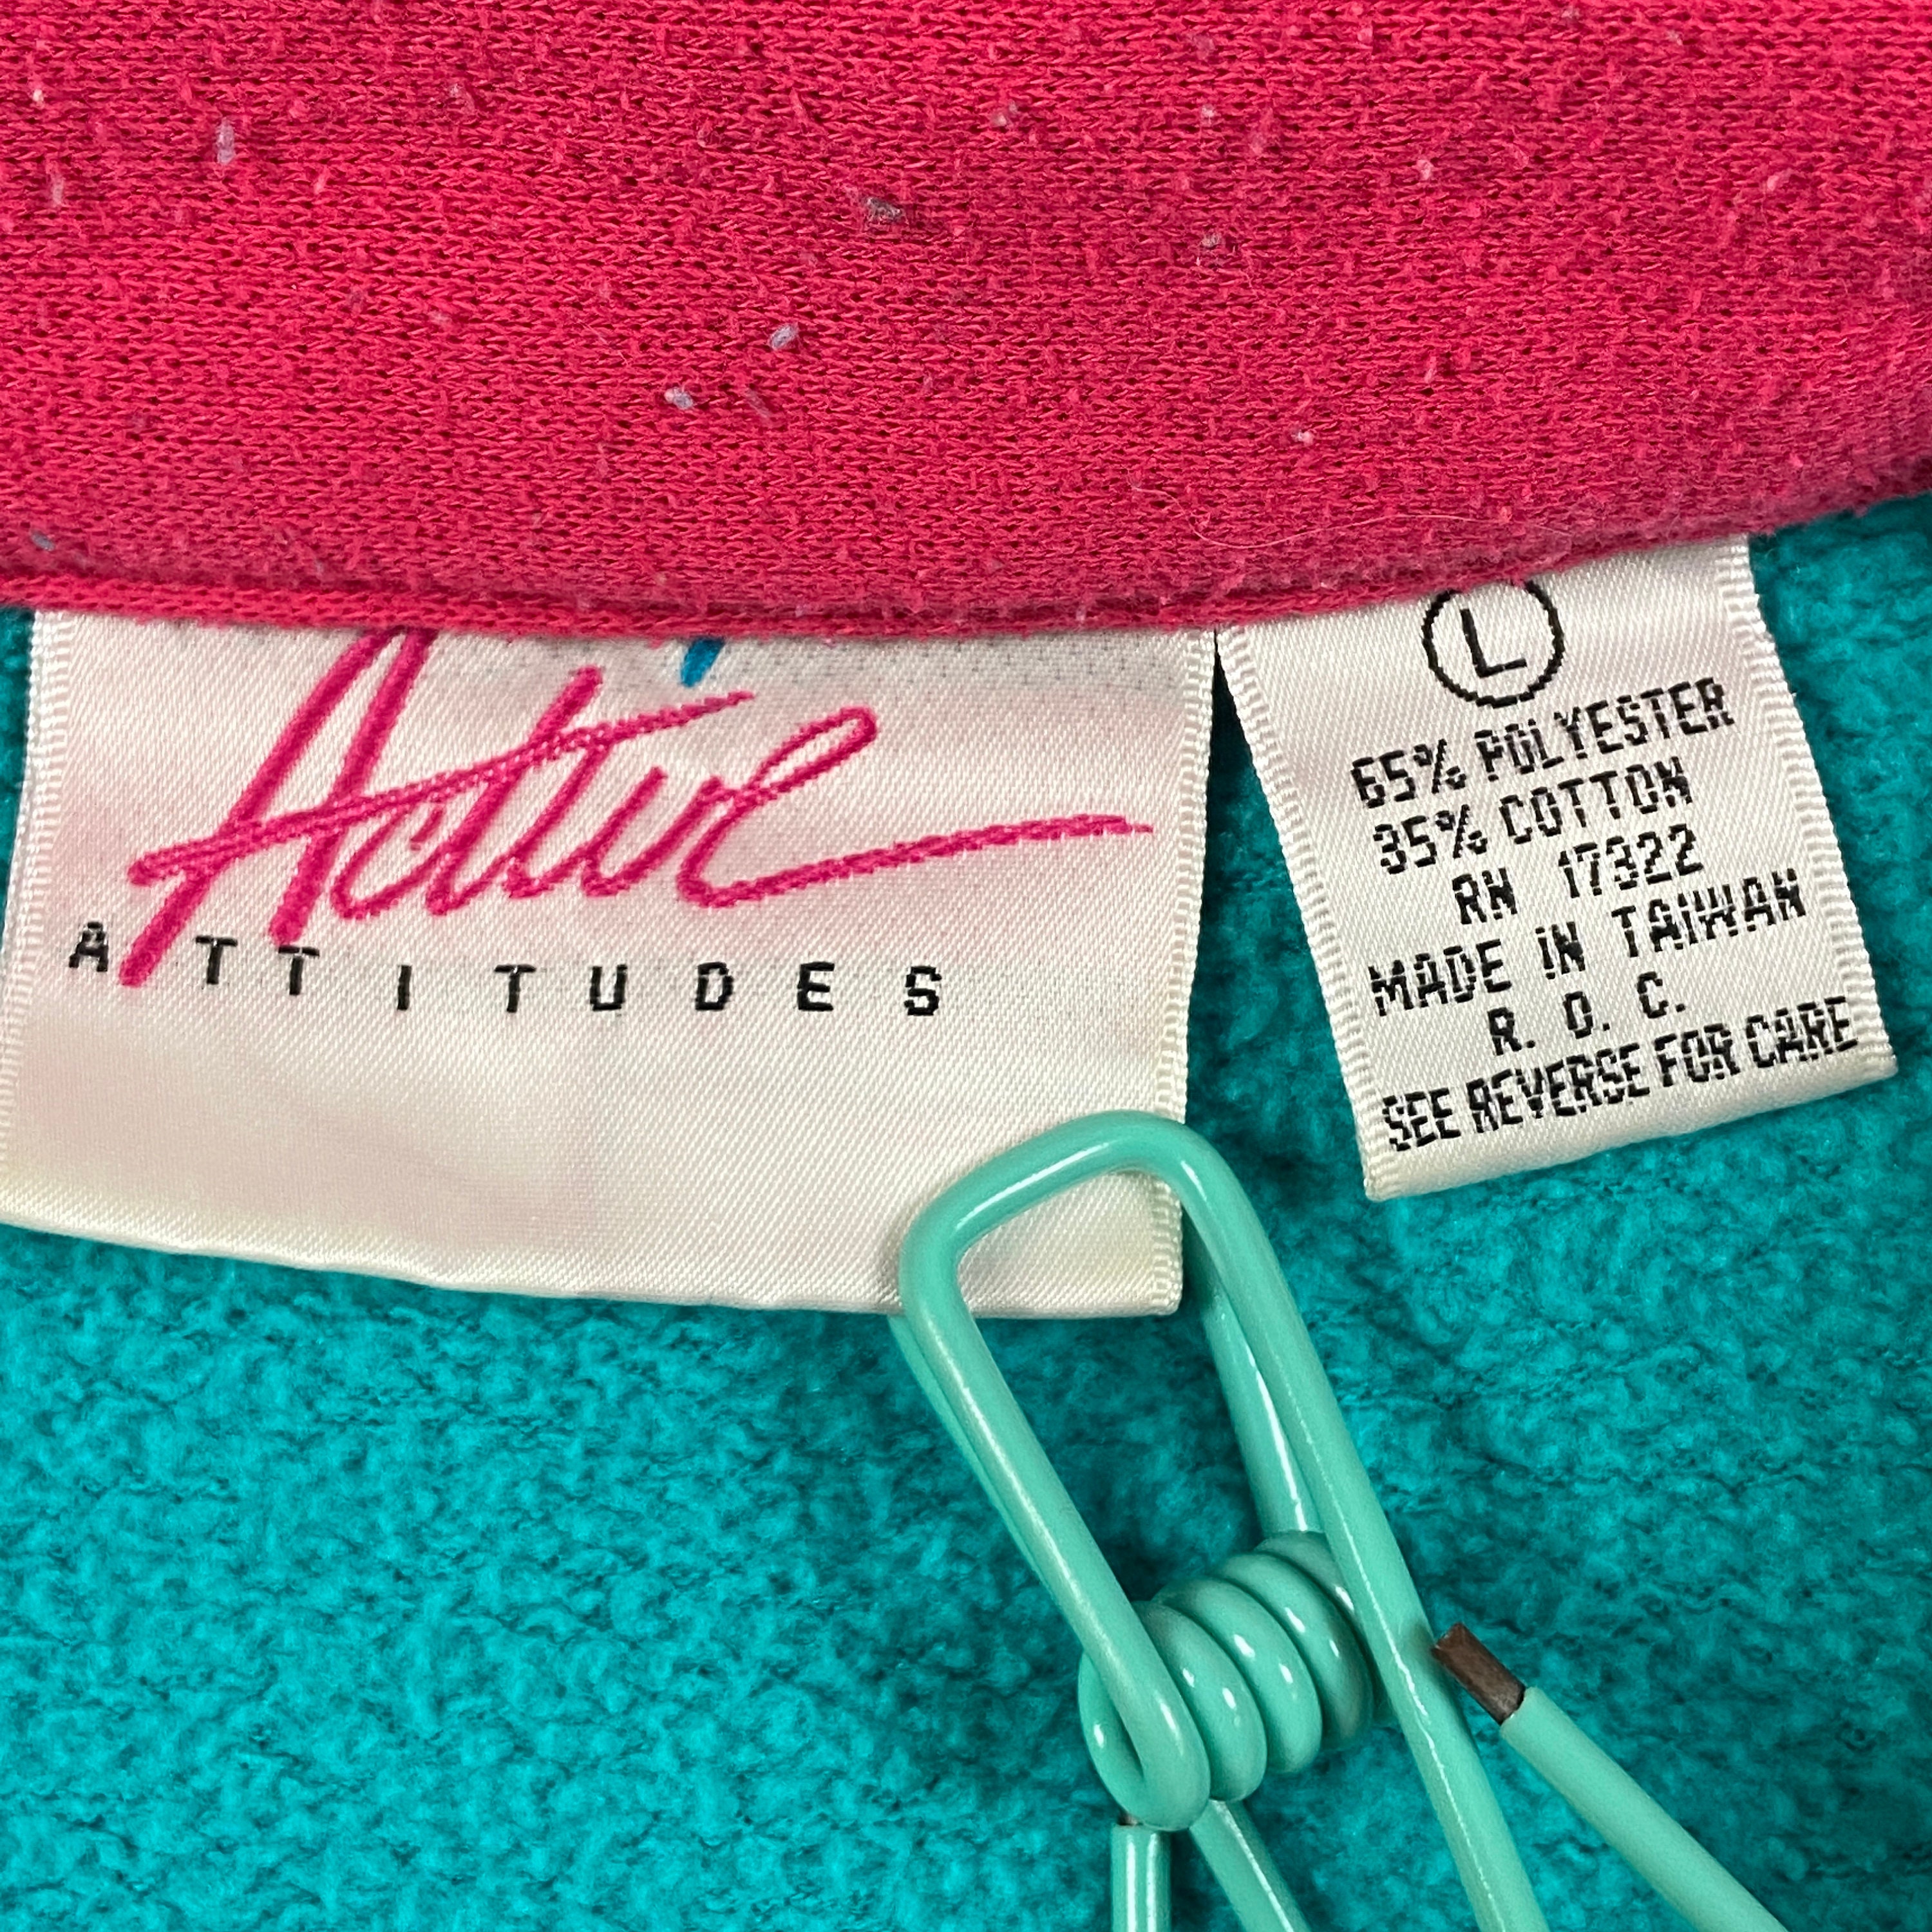 Active
ATTITUDES
L
65% POLYESTER
35% COTTON
RN 17322
MADE IN TAIWAN
R. O. C.
SEE REVERSE FOR CARE